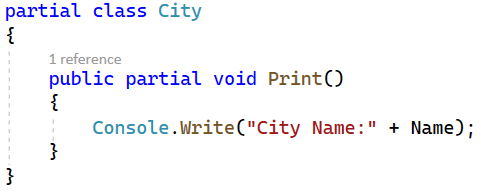 partial class City
{
1 reference
public partial void Print()
{
Console.Write("City Name:" + Name);
}
}